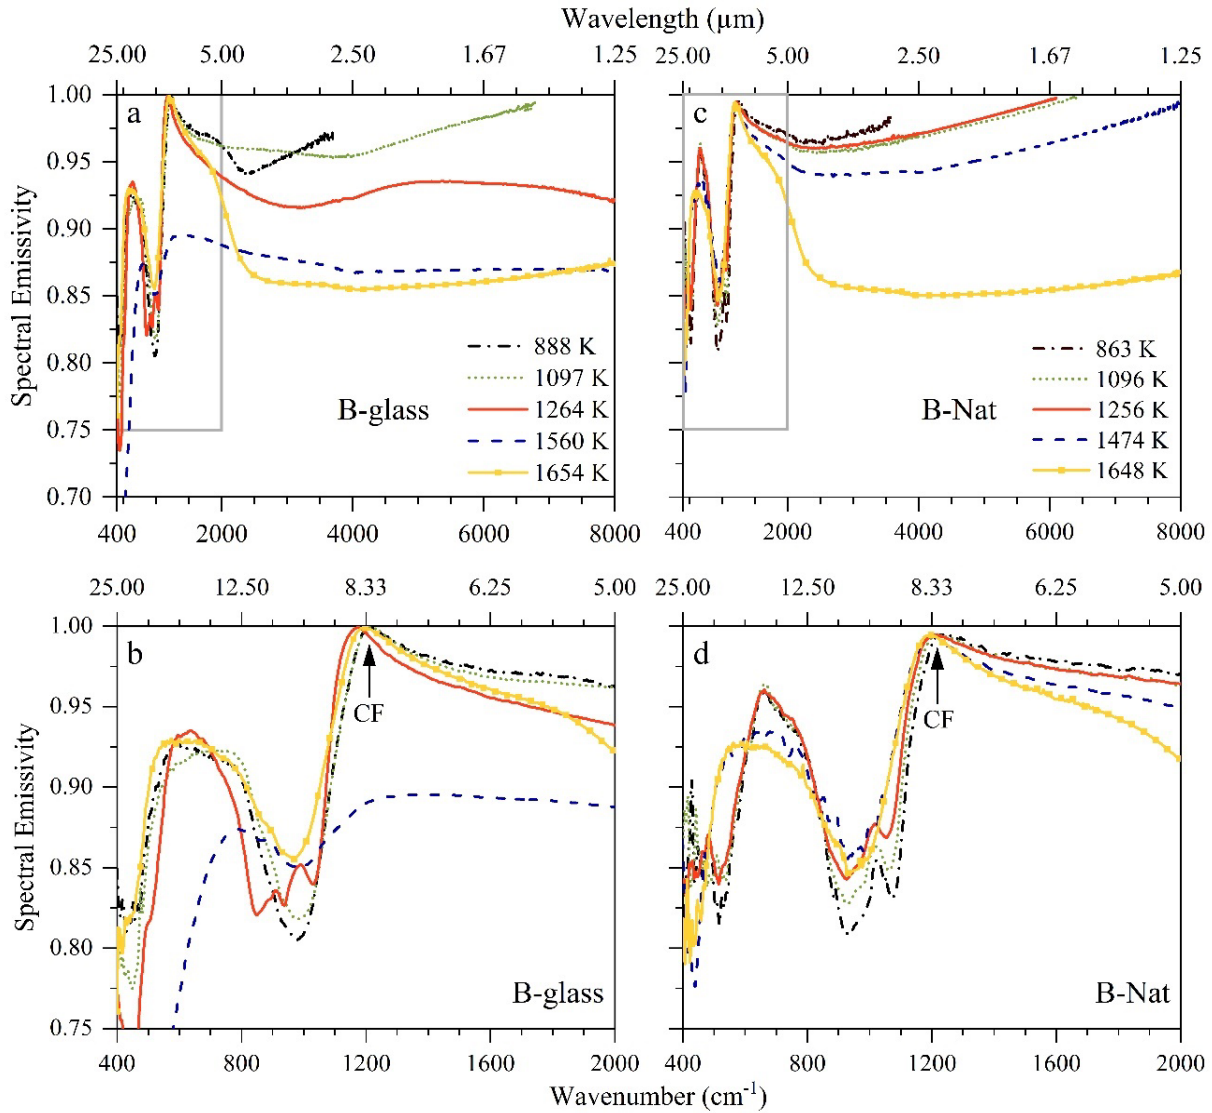 Wavelength (µm)
25.00 5.00 2.50 1.67 1.25
25.00 5.00 2.50 1.67 1.25
Spectral Emissivity
1.00
0.95
0.90
0.85
0.80
0.75
0.70
a
888 K
1097 K
1264 K
1560 K
1654 K
B-glass
400 2000 4000 6000 8000
c
863 K
1096 K
1256 K
1474 K
1648 K
B-Nat
400 2000 4000 6000 8000
25.00 12.50 8.33 6.25 5.00
25.00 12.50 8.33 6.25 5.00
Spectral Emissivity
1.00
0.95
0.90
0.85
0.80
0.75
b
CF
B-glass
400 800 1200 1600 2000
d
CF
B-Nat
400 800 1200 1600 2000
Wavenumber (cm⁻¹)